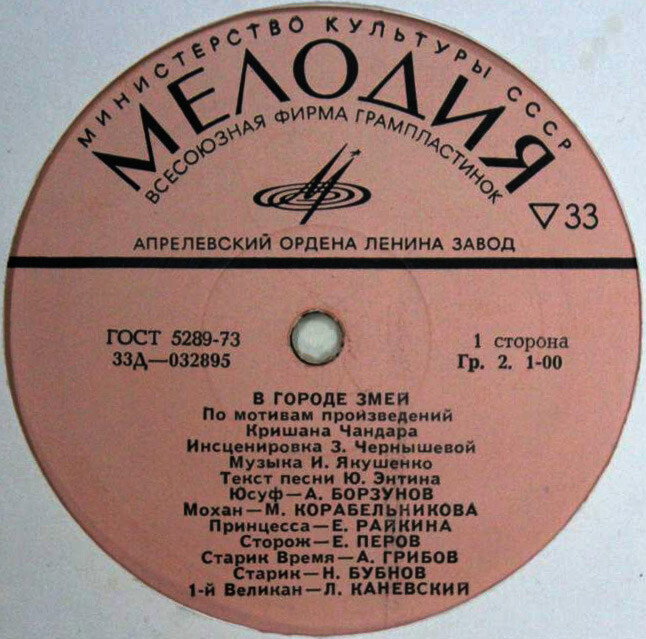 МИНИСТЕРСТВО КУЛЬТУРЫ СССР
МЕЛОДИЯ
ВСЕСОЮЗНАЯ ФИРМА ГРАМПЛАСТИНОК
▽33
АПРЕЛЕВСКИЙ ОРДЕНА ЛЕНИНА ЗАВОД
ГОСТ 5289-73
33Д—032895
1 сторона
Гр. 2. 1-00
В ГОРОДЕ ЗМЕЙ
По мотивам произведений
Кришана Чандара
Инсценировка З. Чернышевой
Музыка И. Якушенко
Текст песни Ю. Энтина
Юсуф—А. БОРЗУНОВ
Мохан—М. КОРАБЕЛЬНИКОВА
Принцесса—Е. РАЙКИНА
Сторож—Е. ПЕРОВ
Старик Время—А. ГРИБОВ
Старик—Н. БУБНОВ
1-й Великан—Л. КАНЕВСКИЙ